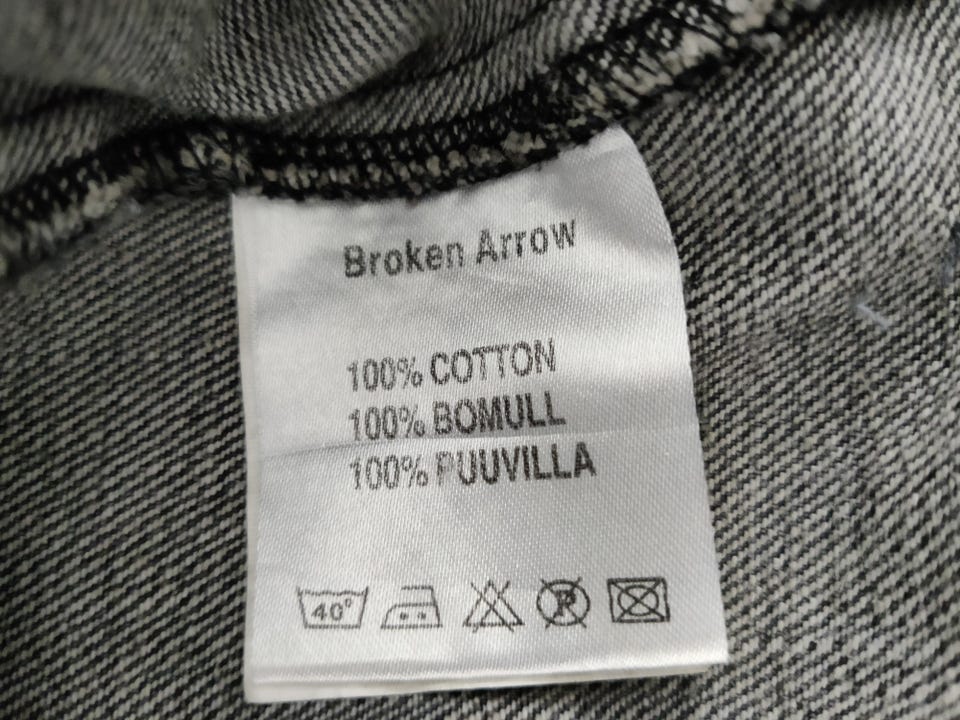 Broken Arrow
100% COTTON
100% BOMULL
100% PUUVILLA
40° P